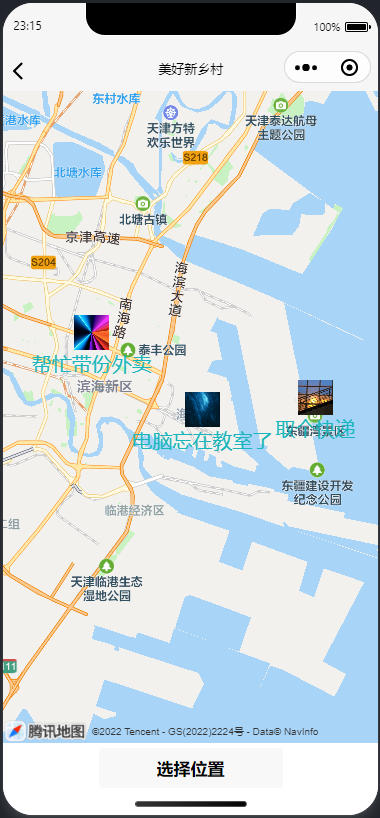 23:15
100%
美好新乡村
东村水库
港水库
天津方特
欢乐世界
天津泰达航母
主题公园
S218
北塘水库
北塘古镇
京津高速
S204
海滨大道
南海路
泰丰公园
帮忙带份外卖
滨海新区
海
电脑忘在教室了
东疆湾景区
东疆建设开发
纪念公园
二组
临港经济区
天津临港生态
湿地公园
11
腾讯地图
©2022 Tencent - GS(2022)2224号 - Data© NavInfo
选择位置